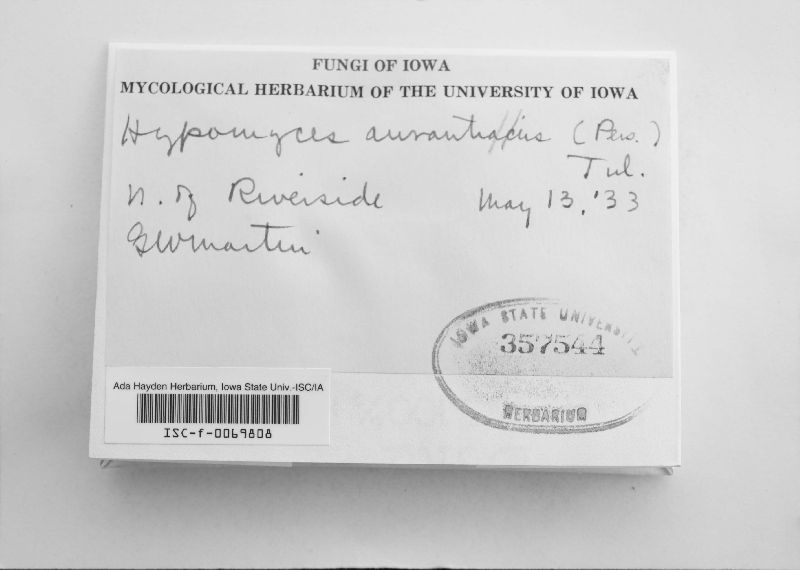 FUNGI OF IOWA
MYCOLOGICAL HERBARIUM OF THE UNIVERSITY OF IOWA
Hypomyces aurantius (Pers.)
Tul.
N. of Riverside May 13, '33
GWMartin
IOWA STATE UNIVERSITY
357544
HERBARIUM
Ada Hayden Herbarium, Iowa State Univ.-ISC/IA
ISC-f-0069808